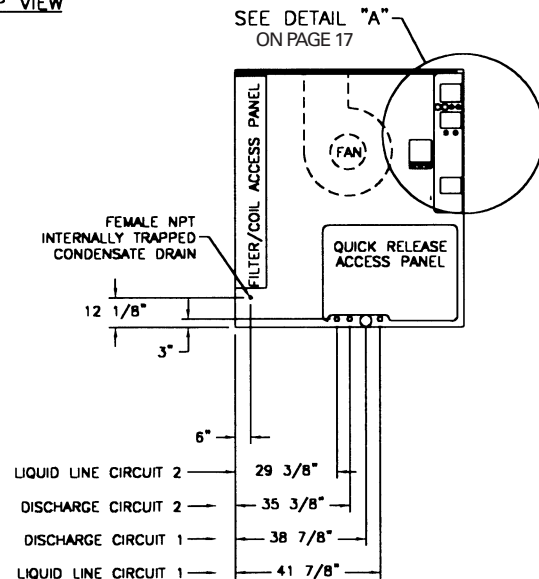 VIEW
SEE DETAIL "A"
ON PAGE 17
FILTER/COIL ACCESS PANEL
FAN
FEMALE NPT
INTERNALLY TRAPPED
CONDENSATE DRAIN
QUICK RELEASE
ACCESS PANEL
12 1/8"
3"
6"
LIQUID LINE CIRCUIT 2
29 3/8"
DISCHARGE CIRCUIT 2
35 3/8"
DISCHARGE CIRCUIT 1
38 7/8"
LIQUID LINE CIRCUIT 1
41 7/8"